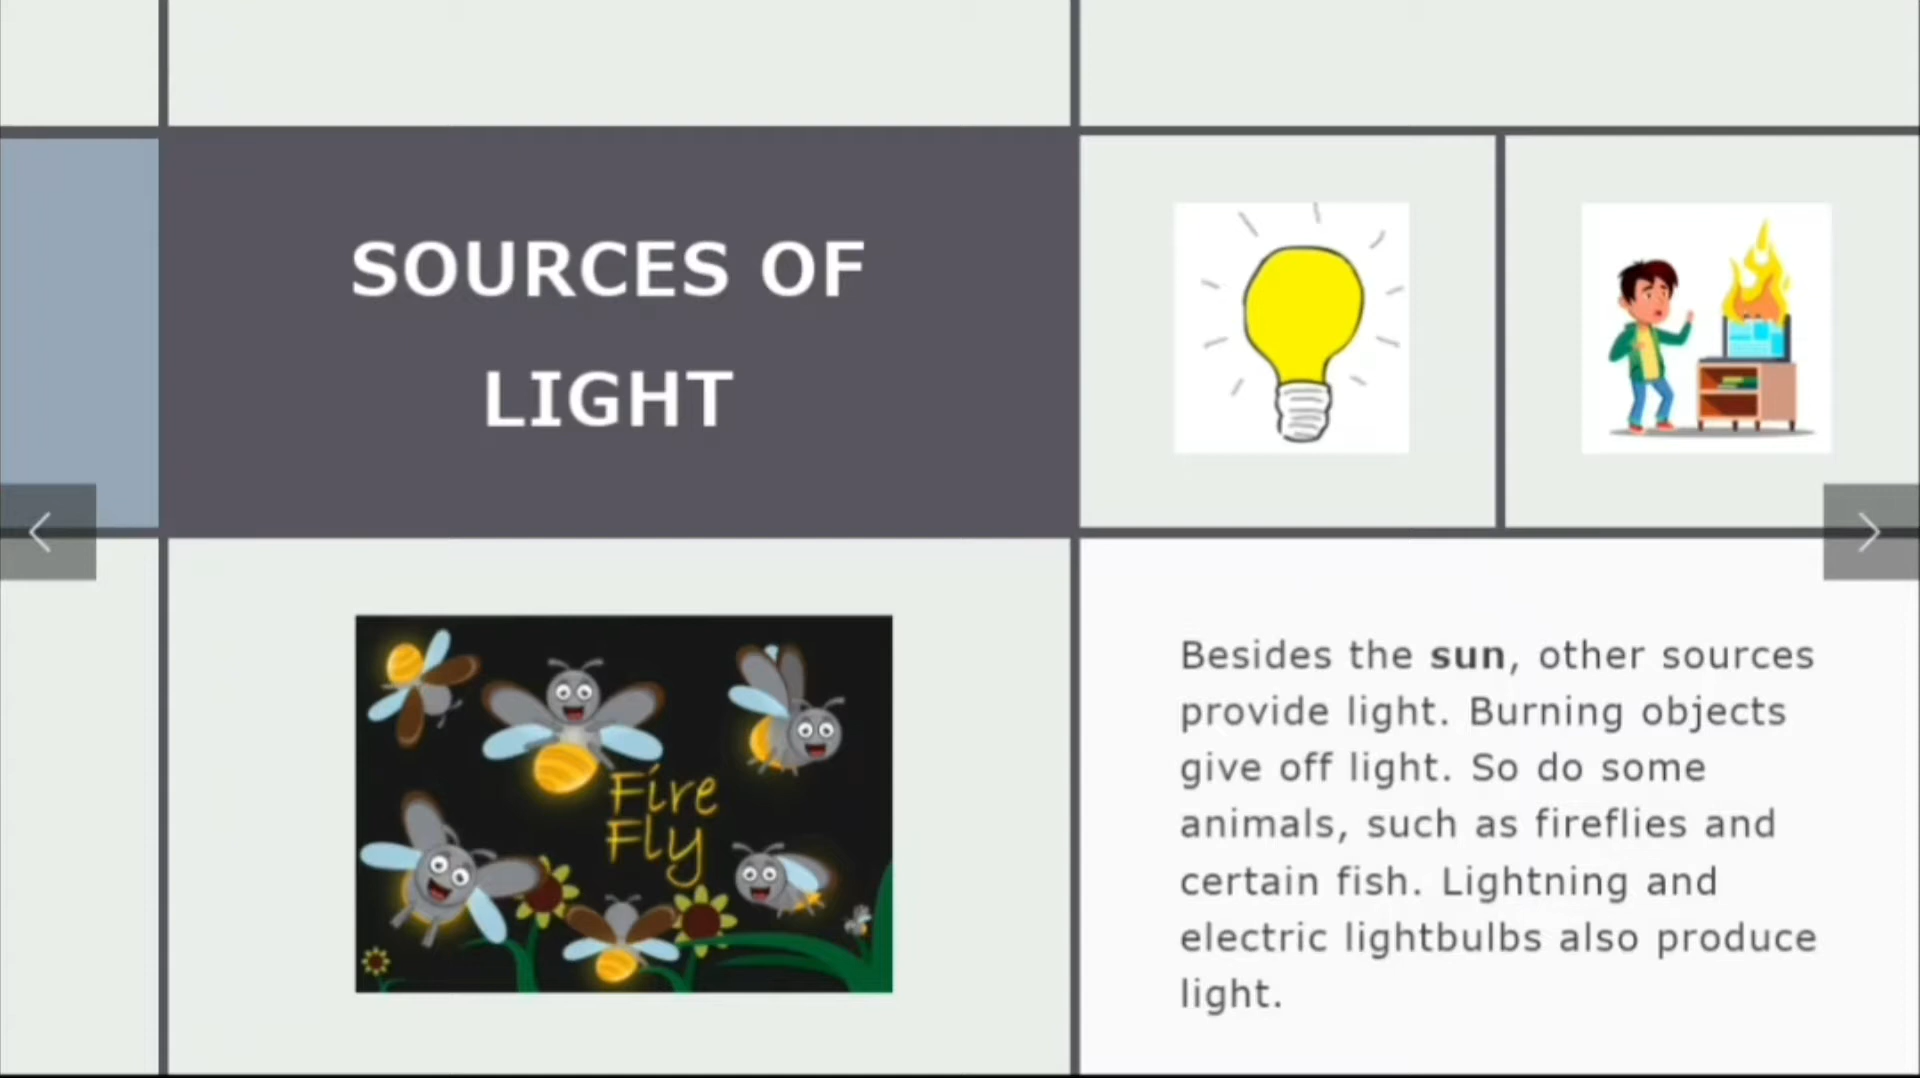 SOURCES OF
LIGHT
Fire
Fly
Besides the sun, other sources
provide light. Burning objects
give off light. So do some
animals, such as fireflies and
certain fish. Lightning and
electric lightbulbs also produce
light.